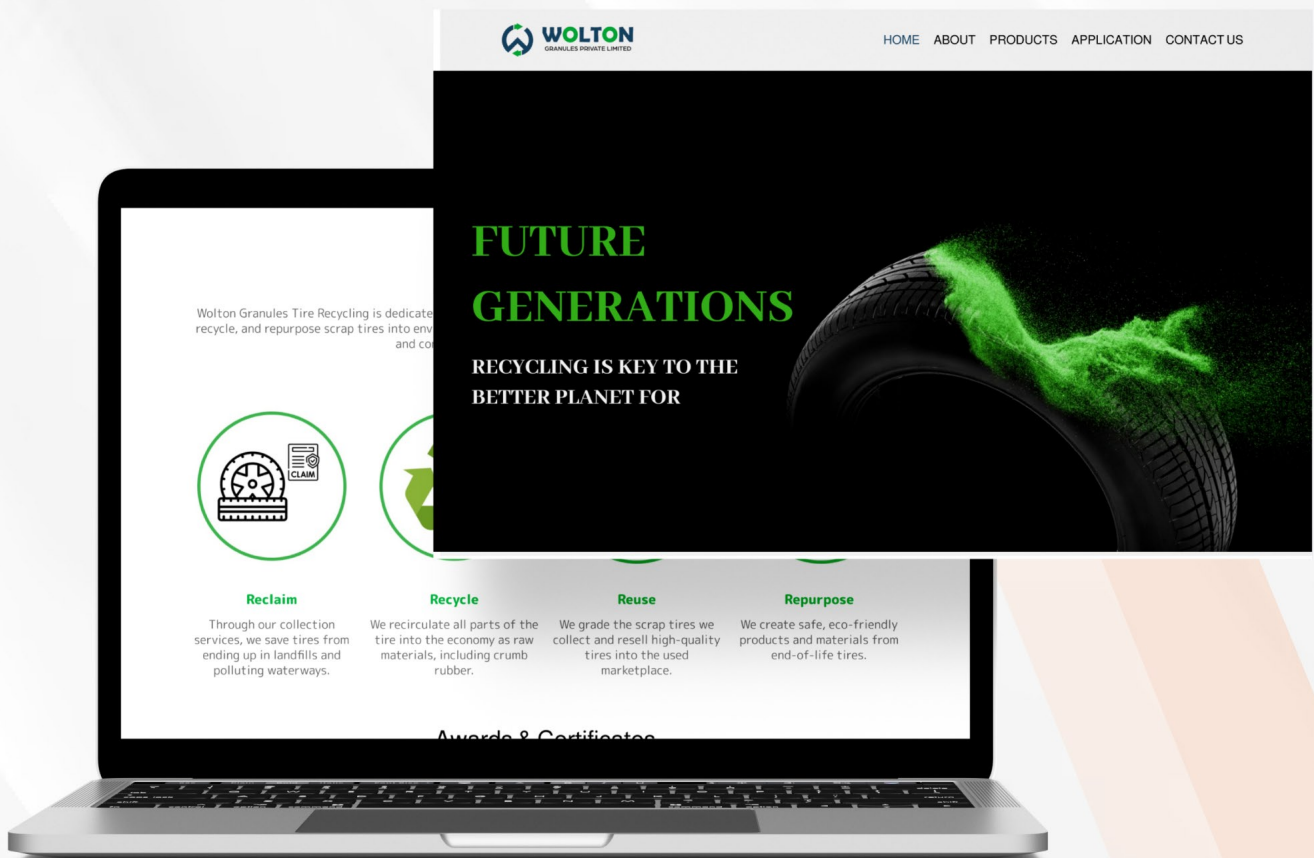 WOLTON
GRANULES PRIVATE LIMITED
HOME ABOUT PRODUCTS APPLICATION CONTACT US
FUTURE
GENERATIONS
RECYCLING IS KEY TO THE
BETTER PLANET FOR
Wolton Granules Tire Recycling is dedicate
recycle, and repurpose scrap tires into env
and co
CLAIM
Reclaim
Through our collection
services, we save tires from
ending up in landfills and
polluting waterways.
Recycle
We recirculate all parts of the
tire into the economy as raw
materials, including crumb
rubber.
Reuse
We grade the scrap tires we
collect and resell high-quality
tires into the used
marketplace.
Repurpose
We create safe, eco-friendly
products and materials from
end-of-life tires.
Awards & Certificates